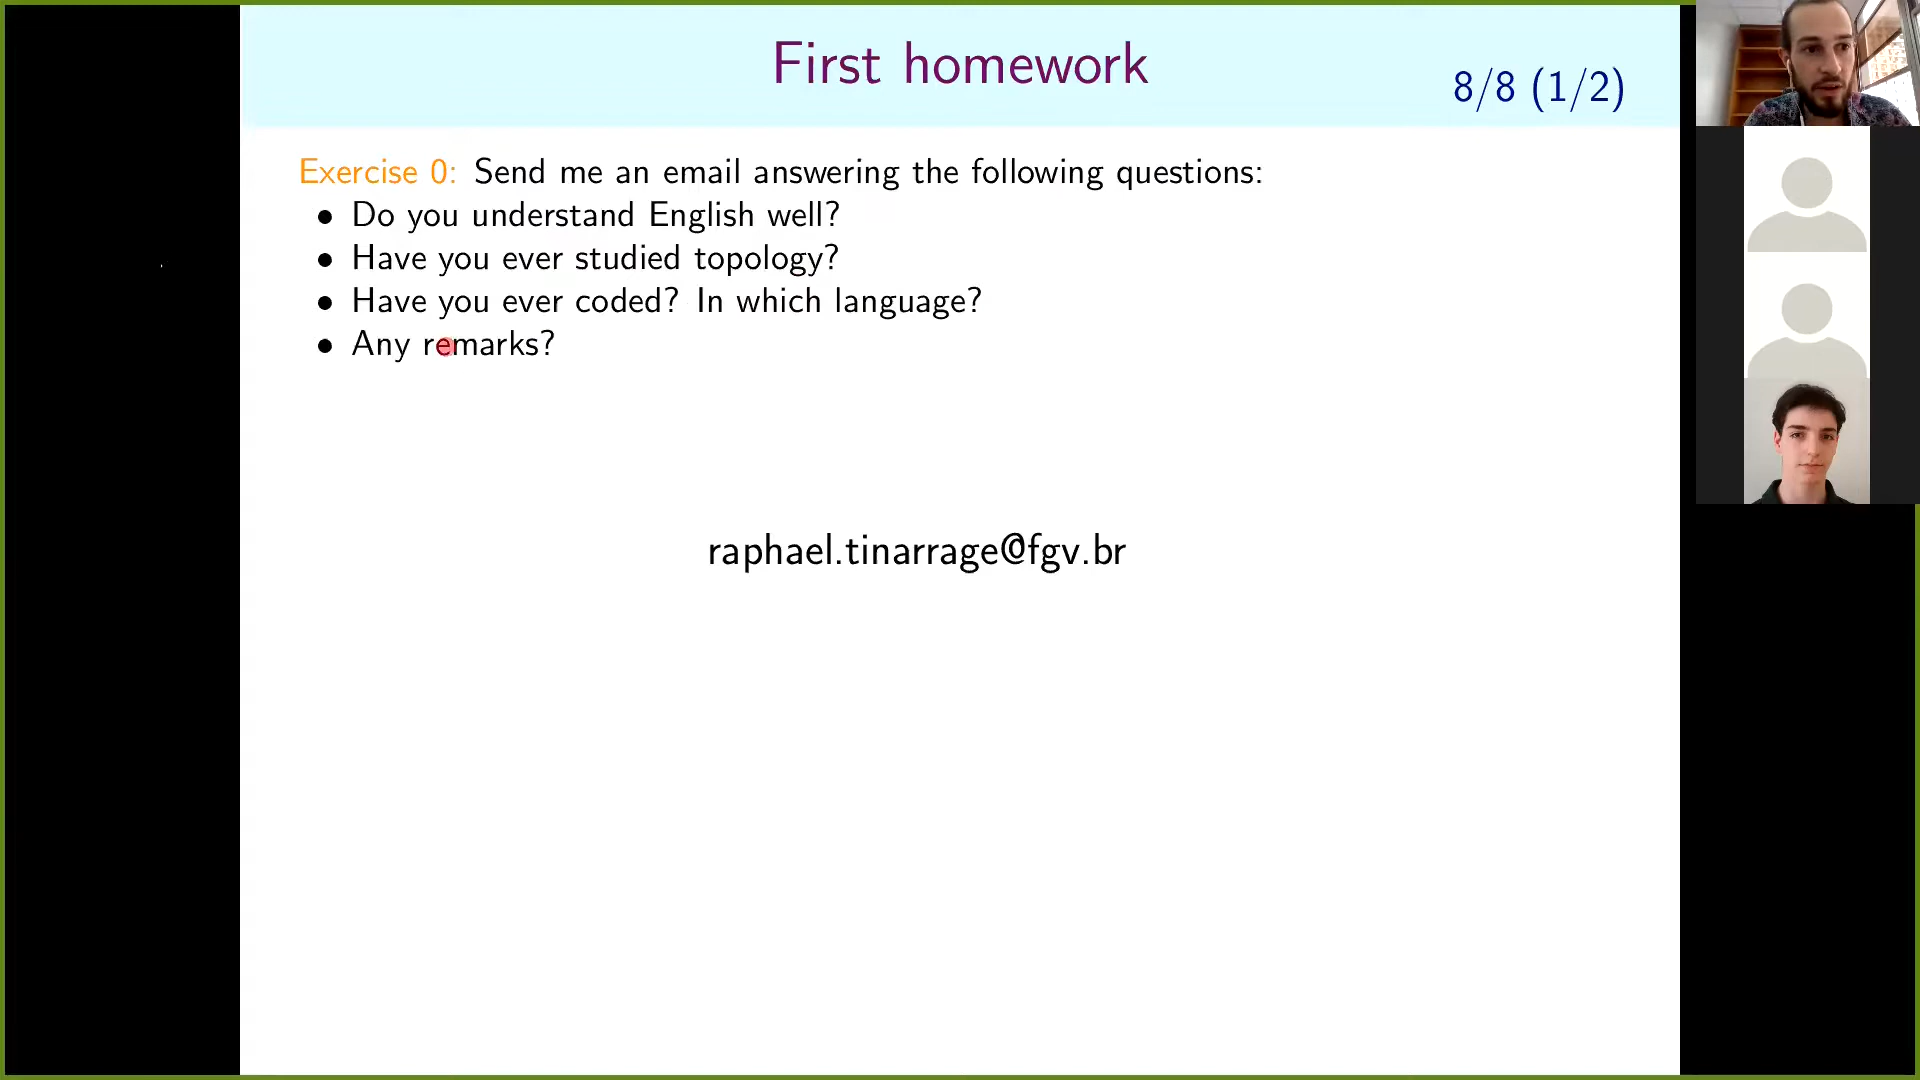 First homework
8/8 (1/2)
Exercise 0: Send me an email answering the following questions:
• Do you understand English well?
• Have you ever studied topology?
• Have you ever coded? In which language?
• Any remarks?
raphael.tinarrage@fgv.br